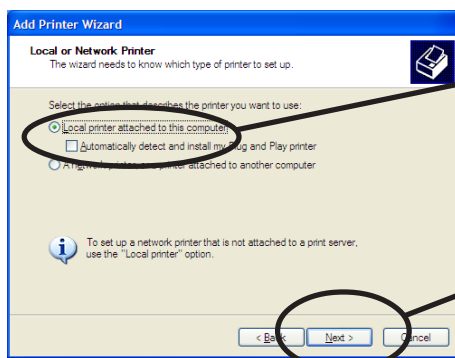 Add Printer Wizard
Local or Network Printer
The wizard needs to know which type of printer to set up.
Select the option that describes the printer you want to use:
Local printer attached to this computer
Automatically detect and install my Plug and Play printer
A network printer, or a printer attached to another computer
To set up a network printer that is not attached to a print server,
use the "Local printer" option.
< Back Next > Cancel